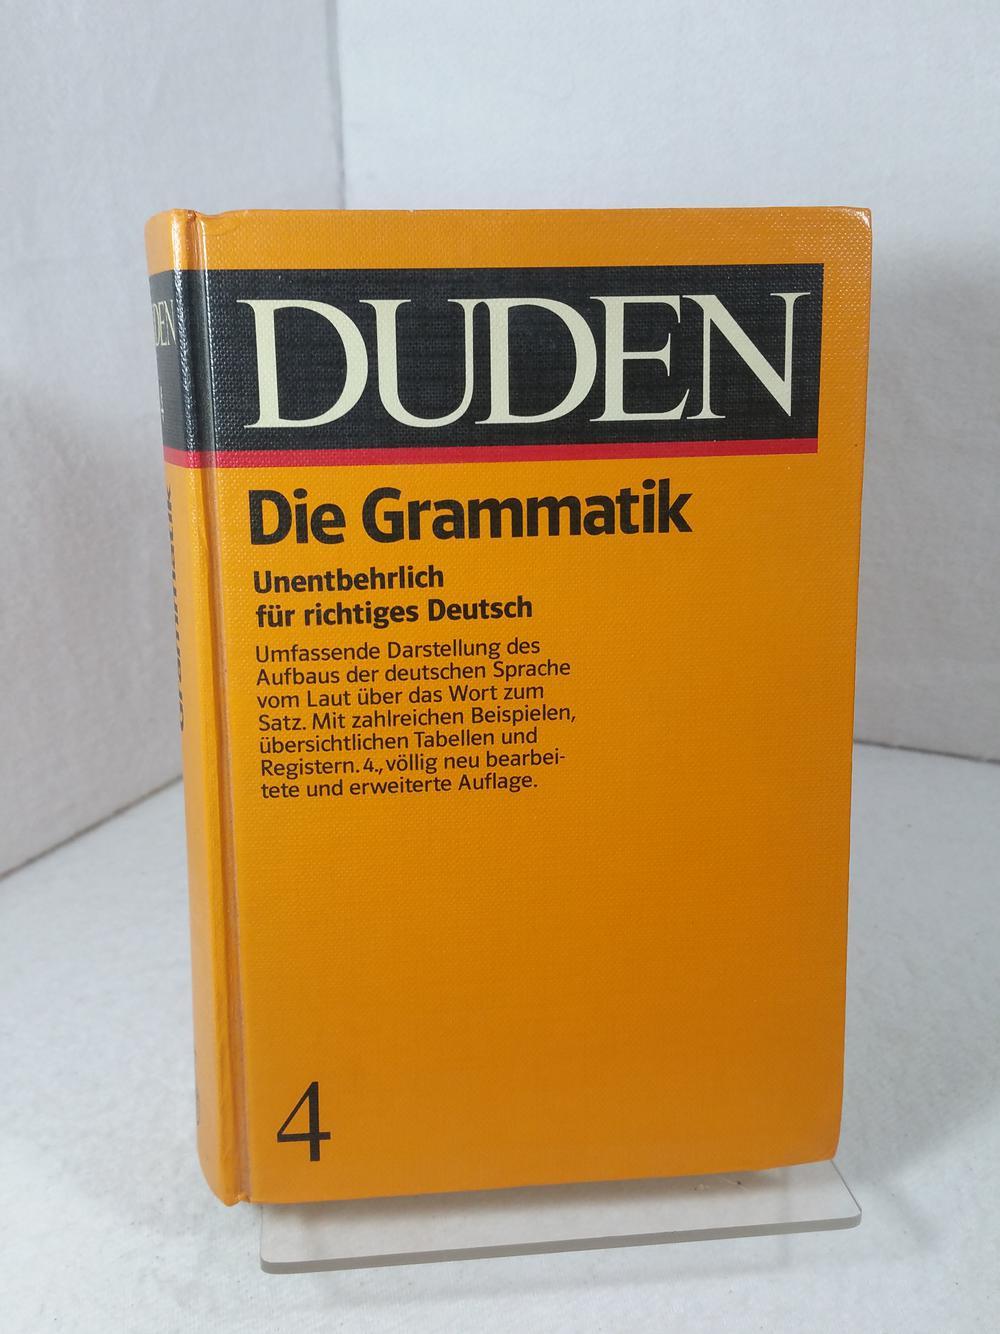 DUDEN
Die Grammatik
Unentbehrlich
für richtiges Deutsch
Umfassende Darstellung des
Aufbaus der deutschen Sprache
vom Laut über das Wort zum
Satz. Mit zahlreichen Beispielen,
übersichtlichen Tabellen und
Registern. 4., völlig neu bearbei-
tete und erweiterte Auflage.
4